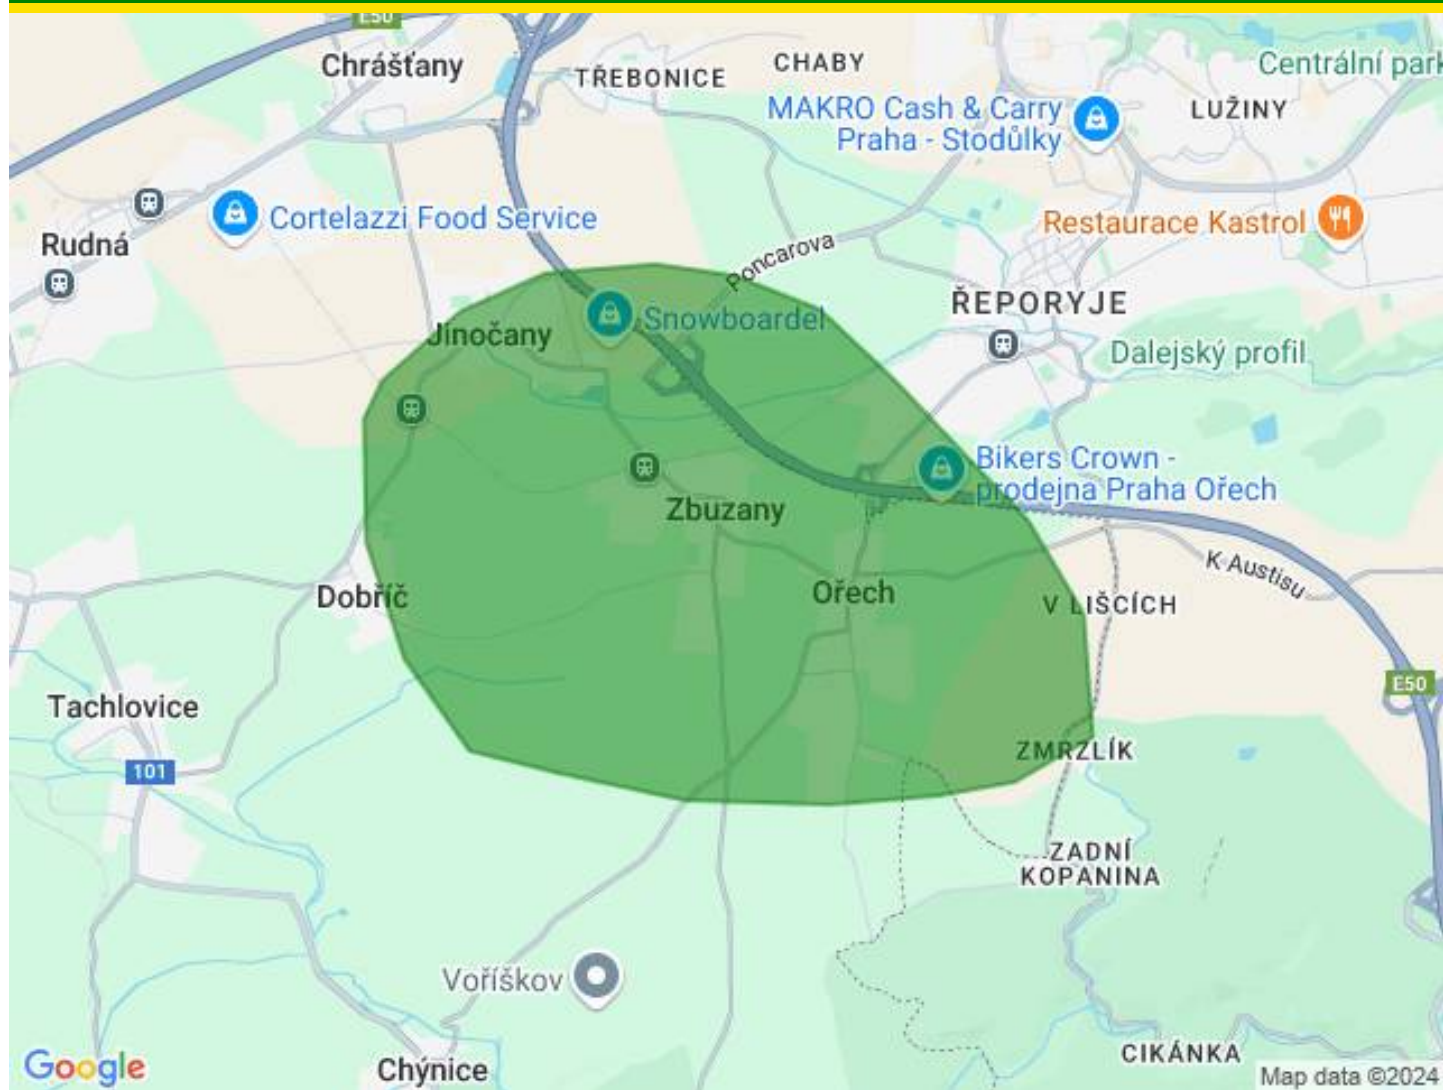 E50
Chrášťany
TŘEBONICE
CHABY
Centrální park
MAKRO Cash & Carry
Praha - Stodůlky
LUŽINY
Cortelazzi Food Service
Restaurace Kastrol
Rudná
Poncarova
ŘEPORYJE
Snowboardel
Jinočany
Dalejský profil
Bikers Crown -
prodejna Praha Ořech
Zbuzany
K Austisu
Dobříč
Ořech
V LIŠCÍCH
E50
Tachlovice
ZMRZLÍK
101
ZADNÍ
KOPANINA
Voříškov
CIKÁNKA
Chýnice
Google
Map data ©2024